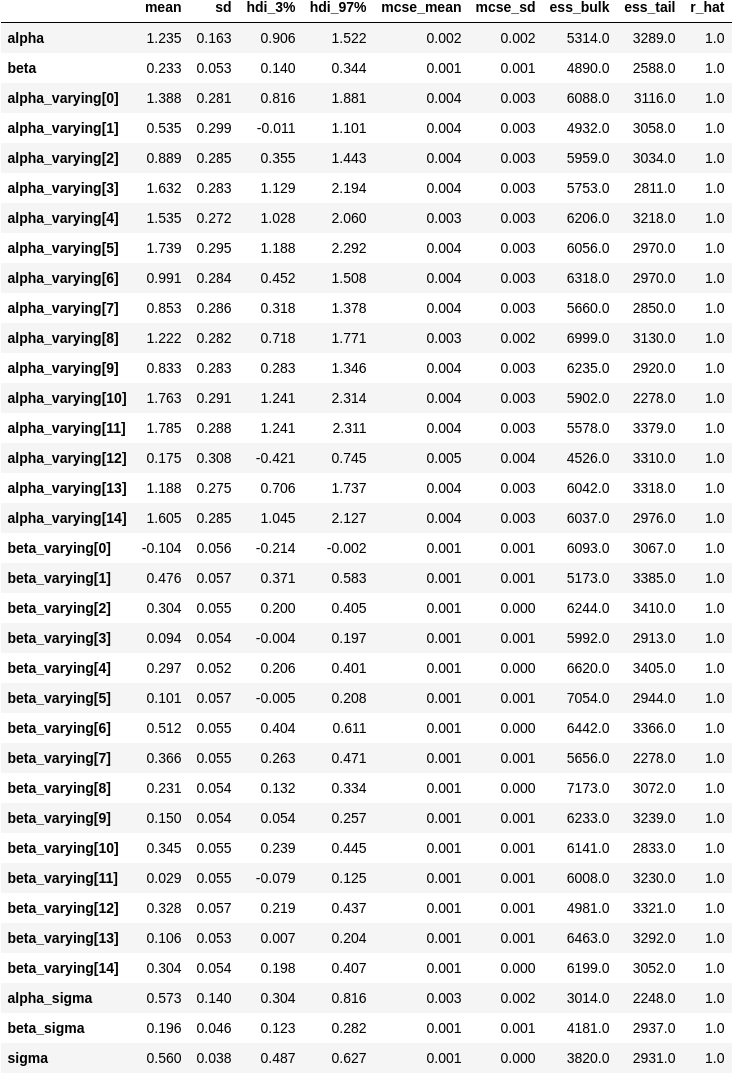 mean sd hdi_3% hdi_97% mcse_mean mcse_sd ess_bulk ess_tail r_hat
alpha 1.235 0.163 0.906 1.522 0.002 0.002 5314.0 3289.0 1.0
beta 0.233 0.053 0.140 0.344 0.001 0.001 4890.0 2588.0 1.0
alpha_varying[0] 1.388 0.281 0.816 1.881 0.004 0.003 6088.0 3116.0 1.0
alpha_varying[1] 0.535 0.299 -0.011 1.101 0.004 0.003 4932.0 3058.0 1.0
alpha_varying[2] 0.889 0.285 0.355 1.443 0.004 0.003 5959.0 3034.0 1.0
alpha_varying[3] 1.632 0.283 1.129 2.194 0.004 0.003 5753.0 2811.0 1.0
alpha_varying[4] 1.535 0.272 1.028 2.060 0.003 0.003 6206.0 3218.0 1.0
alpha_varying[5] 1.739 0.295 1.188 2.292 0.004 0.003 6056.0 2970.0 1.0
alpha_varying[6] 0.991 0.284 0.452 1.508 0.004 0.003 6318.0 2970.0 1.0
alpha_varying[7] 0.853 0.286 0.318 1.378 0.004 0.003 5660.0 2850.0 1.0
alpha_varying[8] 1.222 0.282 0.718 1.771 0.003 0.002 6999.0 3130.0 1.0
alpha_varying[9] 0.833 0.283 0.283 1.346 0.004 0.003 6235.0 2920.0 1.0
alpha_varying[10] 1.763 0.291 1.241 2.314 0.004 0.003 5902.0 2278.0 1.0
alpha_varying[11] 1.785 0.288 1.241 2.311 0.004 0.003 5578.0 3379.0 1.0
alpha_varying[12] 0.175 0.308 -0.421 0.745 0.005 0.004 4526.0 3310.0 1.0
alpha_varying[13] 1.188 0.275 0.706 1.737 0.004 0.003 6042.0 3318.0 1.0
alpha_varying[14] 1.605 0.285 1.045 2.127 0.004 0.003 6037.0 2976.0 1.0
beta_varying[0] -0.104 0.056 -0.214 -0.002 0.001 0.001 6093.0 3067.0 1.0
beta_varying[1] 0.476 0.057 0.371 0.583 0.001 0.001 5173.0 3385.0 1.0
beta_varying[2] 0.304 0.055 0.200 0.405 0.001 0.000 6244.0 3410.0 1.0
beta_varying[3] 0.094 0.054 -0.004 0.197 0.001 0.001 5992.0 2913.0 1.0
beta_varying[4] 0.297 0.052 0.206 0.401 0.001 0.000 6620.0 3405.0 1.0
beta_varying[5] 0.101 0.057 -0.005 0.208 0.001 0.001 7054.0 2944.0 1.0
beta_varying[6] 0.512 0.055 0.404 0.611 0.001 0.000 6442.0 3366.0 1.0
beta_varying[7] 0.366 0.055 0.263 0.471 0.001 0.001 5656.0 2278.0 1.0
beta_varying[8] 0.231 0.054 0.132 0.334 0.001 0.000 7173.0 3072.0 1.0
beta_varying[9] 0.150 0.054 0.054 0.257 0.001 0.001 6233.0 3239.0 1.0
beta_varying[10] 0.345 0.055 0.239 0.445 0.001 0.001 6141.0 2833.0 1.0
beta_varying[11] 0.029 0.055 -0.079 0.125 0.001 0.001 6008.0 3230.0 1.0
beta_varying[12] 0.328 0.057 0.219 0.437 0.001 0.001 4981.0 3321.0 1.0
beta_varying[13] 0.106 0.053 0.007 0.204 0.001 0.001 6463.0 3292.0 1.0
beta_varying[14] 0.304 0.054 0.198 0.407 0.001 0.000 6199.0 3052.0 1.0
alpha_sigma 0.573 0.140 0.304 0.816 0.003 0.002 3014.0 2248.0 1.0
beta_sigma 0.196 0.046 0.123 0.282 0.001 0.001 4181.0 2937.0 1.0
sigma 0.560 0.038 0.487 0.627 0.001 0.000 3820.0 2931.0 1.0